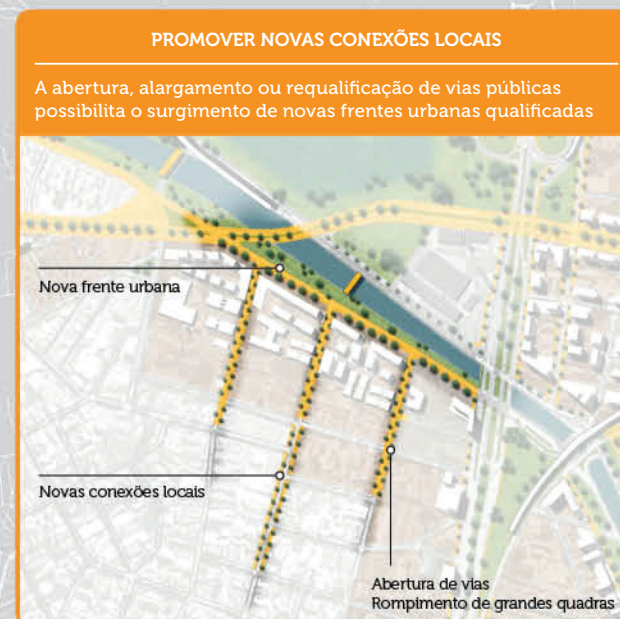 PROMOVER NOVAS CONEXÕES LOCAIS
A abertura, alargamento ou requalificação de vias públicas
possibilita o surgimento de novas frentes urbanas qualificadas
Nova frente urbana
Novas conexões locais
Abertura de vias
Rompimento de grandes quadras